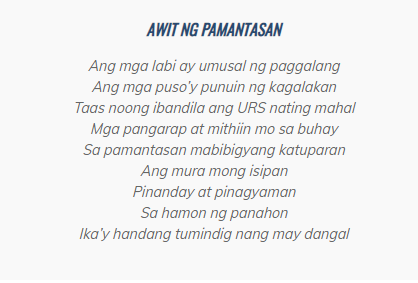 AWIT NG PAMANTASAN
Ang mga labi ay umusal ng paggalang
Ang mga puso'y punuin ng kagalakan
Taas noong ibandila ang URS nating mahal
Mga pangarap at mithiin mo sa buhay
Sa pamantasan mabibigyang katuparan
Ang mura mong isipan
Pinanday at pinagyaman
Sa hamon ng panahon
Ika'y handang tumindig nang may dangal